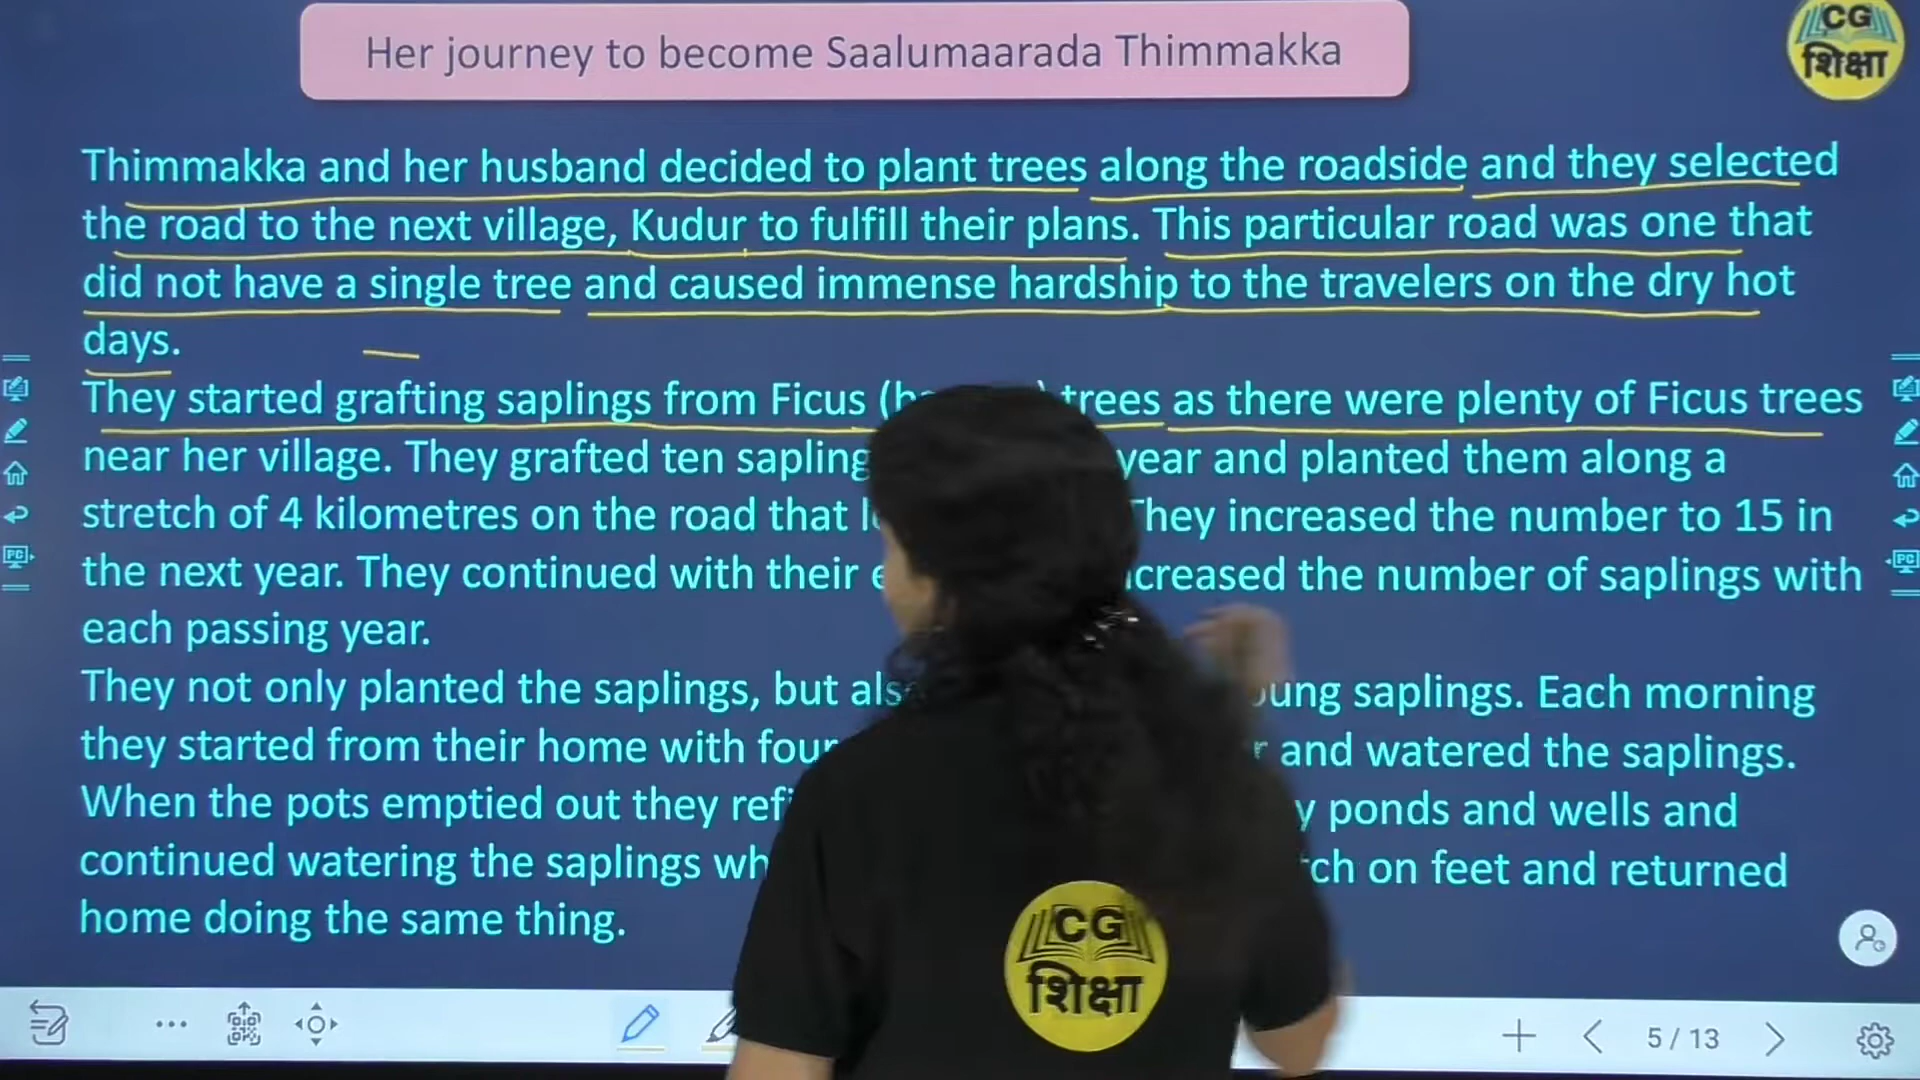 Her journey to become Saalumaarada Thimmakka
CG
शिक्षा
Thimmakka and her husband decided to plant trees along the roadside and they selected
the road to the next village, Kudur to fulfill their plans. This particular road was one that
did not have a single tree and caused immense hardship to the travelers on the dry hot
days.
They started grafting saplings from Ficus ( trees as there were plenty of Ficus trees
near her village. They grafted ten year and planted them along a
stretch of 4 kilometres on the road that They increased the number to 15 in
the next year. They continued with their the number of saplings with
each passing year.
They not only planted the saplings, but saplings. Each morning
they started from their home with and watered the saplings.
When the pots emptied out they ponds and wells and
continued watering the saplings on feet and returned
home doing the same thing.
CG
शिक्षा
5 / 13
PC
PC